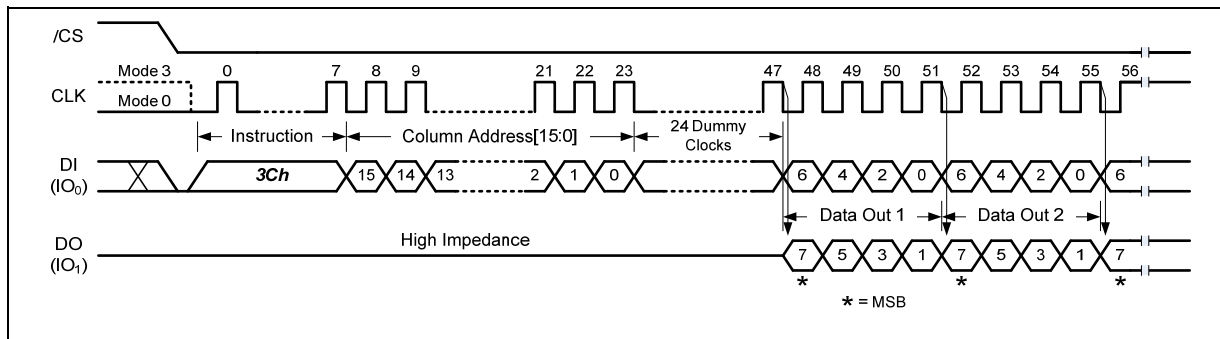 /CS
Mode 3
0 7 8 9 21 22 23 47 48 49 50 51 52 53 54 55 56
CLK
Mode 0
Instruction
Column Address[15:0]
24 Dummy
Clocks
DI
(IO0)
3Ch
15 14 13 2 1 0 6 4 2 0 6 4 2 0 6
Data Out 1
Data Out 2
DO
(IO1)
High Impedance
7 5 3 1 7 5 3 1 7
* * *
* = MSB